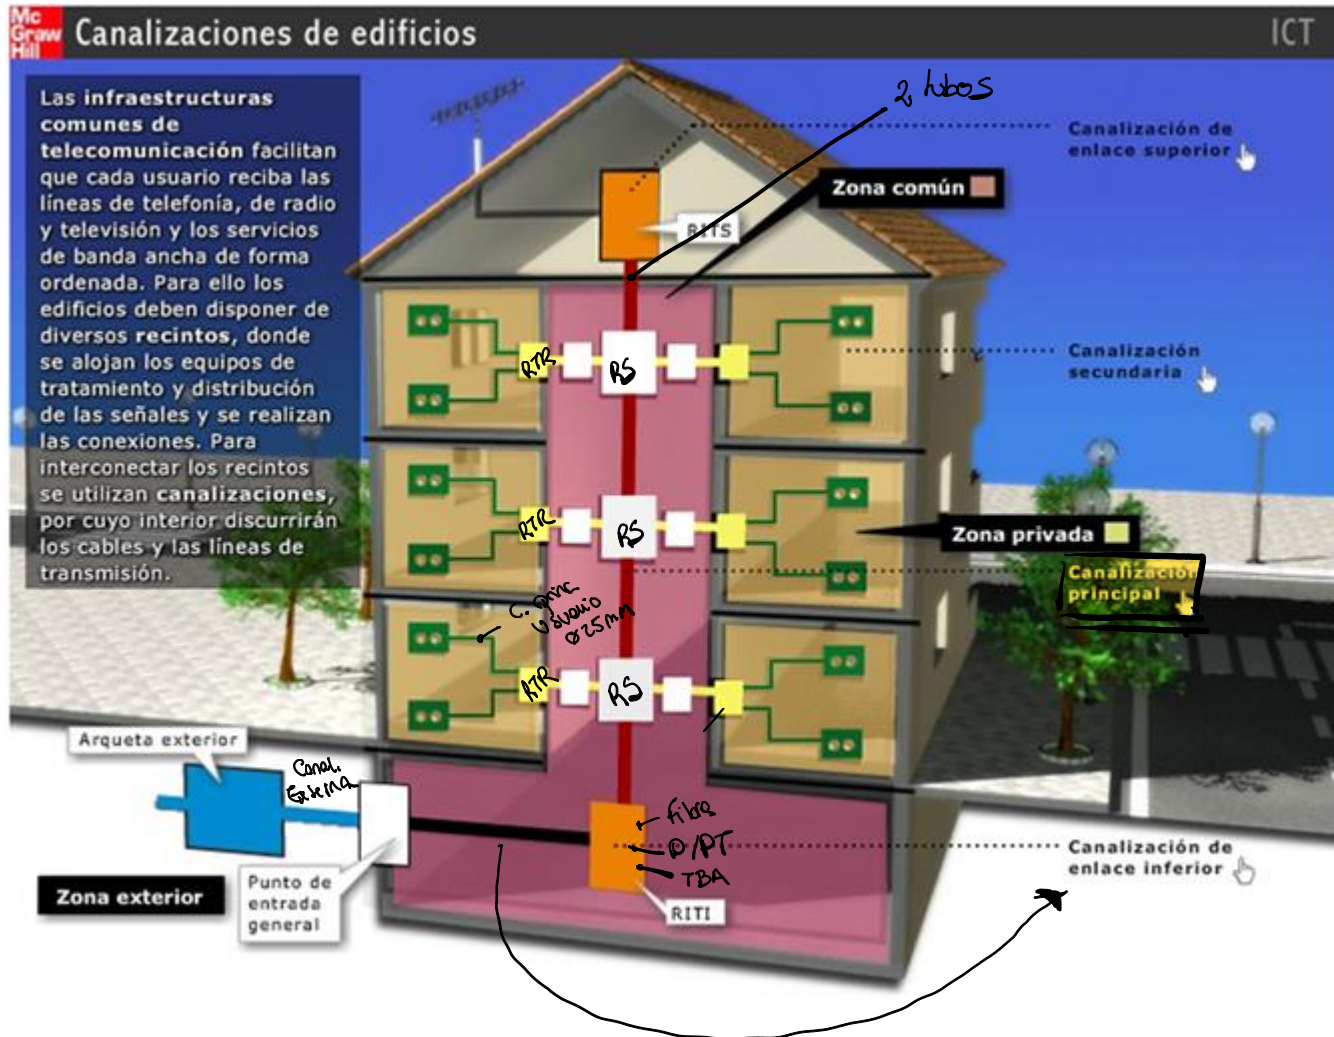 Mc
Graw
Hill
Canalizaciones de edificios
ICT
Las infraestructuras
comunes de
telecomunicación facilitan
que cada usuario reciba las
líneas de telefonía, de radio
y televisión y los servicios
de banda ancha de forma
ordenada. Para ello los
edificios deben disponer de
diversos recintos, donde
se alojan los equipos de
tratamiento y distribución
de las señales y se realizan
las conexiones. Para
interconectar los recintos
se utilizan canalizaciones,
por cuyo interior discurrirán
los cables y las líneas de
transmisión.
2 tubos
Canalización de
enlace superior
Zona común
RITS
RTR
RS
Canalización
secundaria
RTR
RS
Zona privada
Canalización
principal
C.
usuario
Ø25mm
RTR
RS
Arqueta exterior
Canal.
Externa
Fibra
P/PT
TBA
Canalización de
enlace inferior
Zona exterior
Punto de
entrada
general
RITI